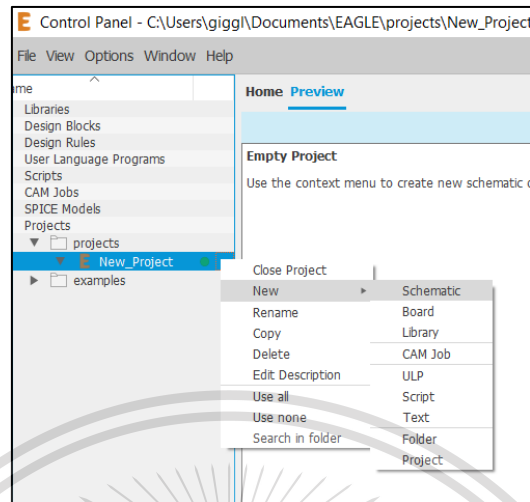 E Control Panel - C:\Users\giggl\Documents\EAGLE\projects\New_Project
File View Options Window Help
Home Preview
Libraries
Design Blocks
Design Rules
User Language Programs
Scripts
CAM Jobs
SPICE Models
Projects
projects
E New_Project
examples
Empty Project
Use the context menu to create new schematic
Close Project
New
Rename
Copy
Delete
Edit Description
Use all
Use none
Search in folder
Schematic
Board
Library
CAM Job
ULP
Script
Text
Folder
Project